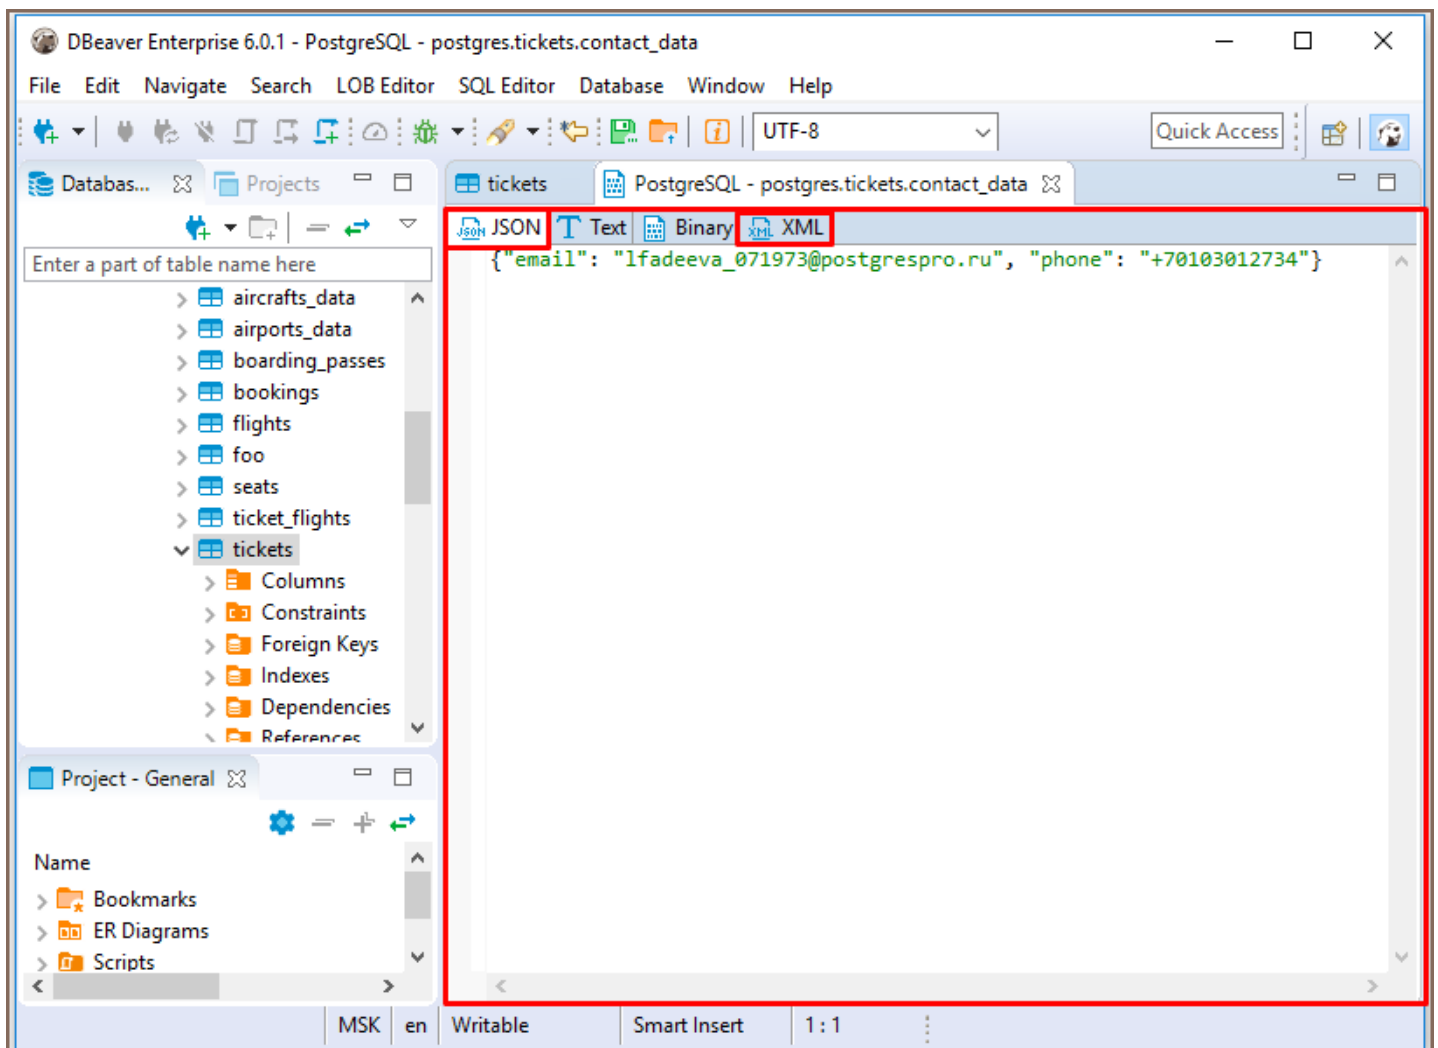 DBeaver Enterprise 6.0.1 - PostgreSQL - postgres.tickets.contact_data
File Edit Navigate Search LOB Editor SQL Editor Database Window Help
UTF-8
Quick Access
Databas...
Projects
tickets
PostgreSQL - postgres.tickets.contact_data
JSON
Text
Binary
XML
Enter a part of table name here
{"email": "lfadeeva_071973@postgrespro.ru", "phone": "+70103012734"}
aircrafts_data
airports_data
boarding_passes
bookings
flights
foo
seats
ticket_flights
tickets
Columns
Constraints
Foreign Keys
Indexes
Dependencies
References
Project - General
Name
Bookmarks
ER Diagrams
Scripts
MSK
en
Writable
Smart Insert
1 : 1